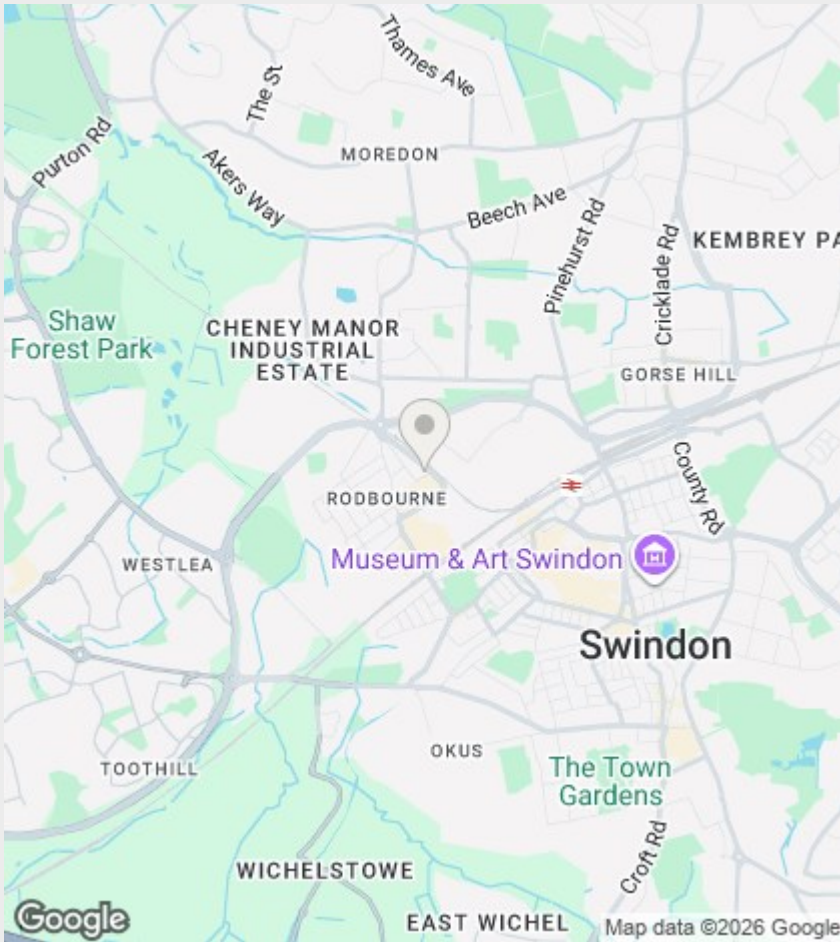 Thames Ave
The St
Purton Rd
MOREDON
Akers Way
Beech Ave
Pinehurst Rd
Cricklade Rd
KEMBREY PA
Shaw
Forest Park
CHENEY MANOR
INDUSTRIAL
ESTATE
GORSE HILL
County Rd
RODBOURNE
WESTLEA
Museum & Art Swindon
M
Swindon
OKUS
TOOTHILL
The Town
Gardens
Croft Rd
WICHELSTOWE
EAST WICHEL
Google
Map data ©2026 Google